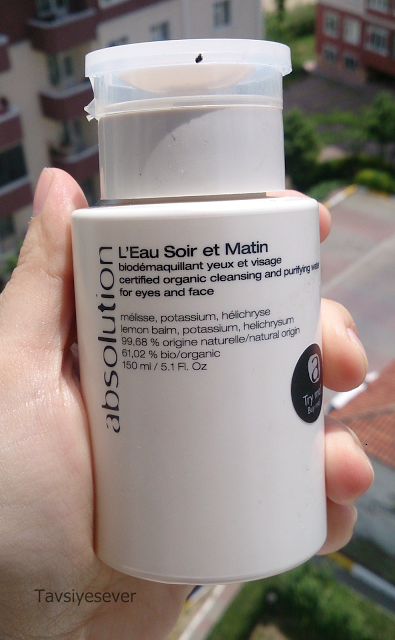 absolution
L'Eau Soir et Matin
biodémaquillant yeux et visage
certified organic cleansing and purifying water
for eyes and face
mélisse, potassium, hélichryse
lemon balm, potassium, helichrysum
99,68 % origine naturelle/natural origin
61,02 % bio/organic
150 ml / 5.1 Fl. Oz
a
Try
Tavsiyesever